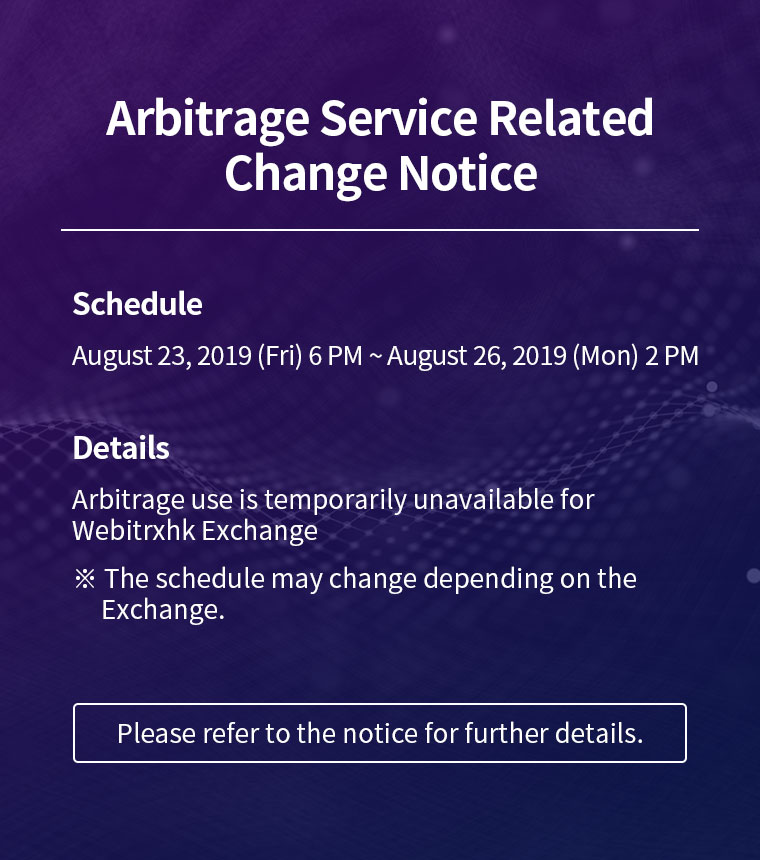 Arbitrage Service Related
Change Notice
Schedule
August 23, 2019 (Fri) 6 PM ~ August 26, 2019 (Mon) 2 PM
Details
Arbitrage use is temporarily unavailable for
Webitrxhk Exchange
※ The schedule may change depending on the
Exchange.
Please refer to the notice for further details.